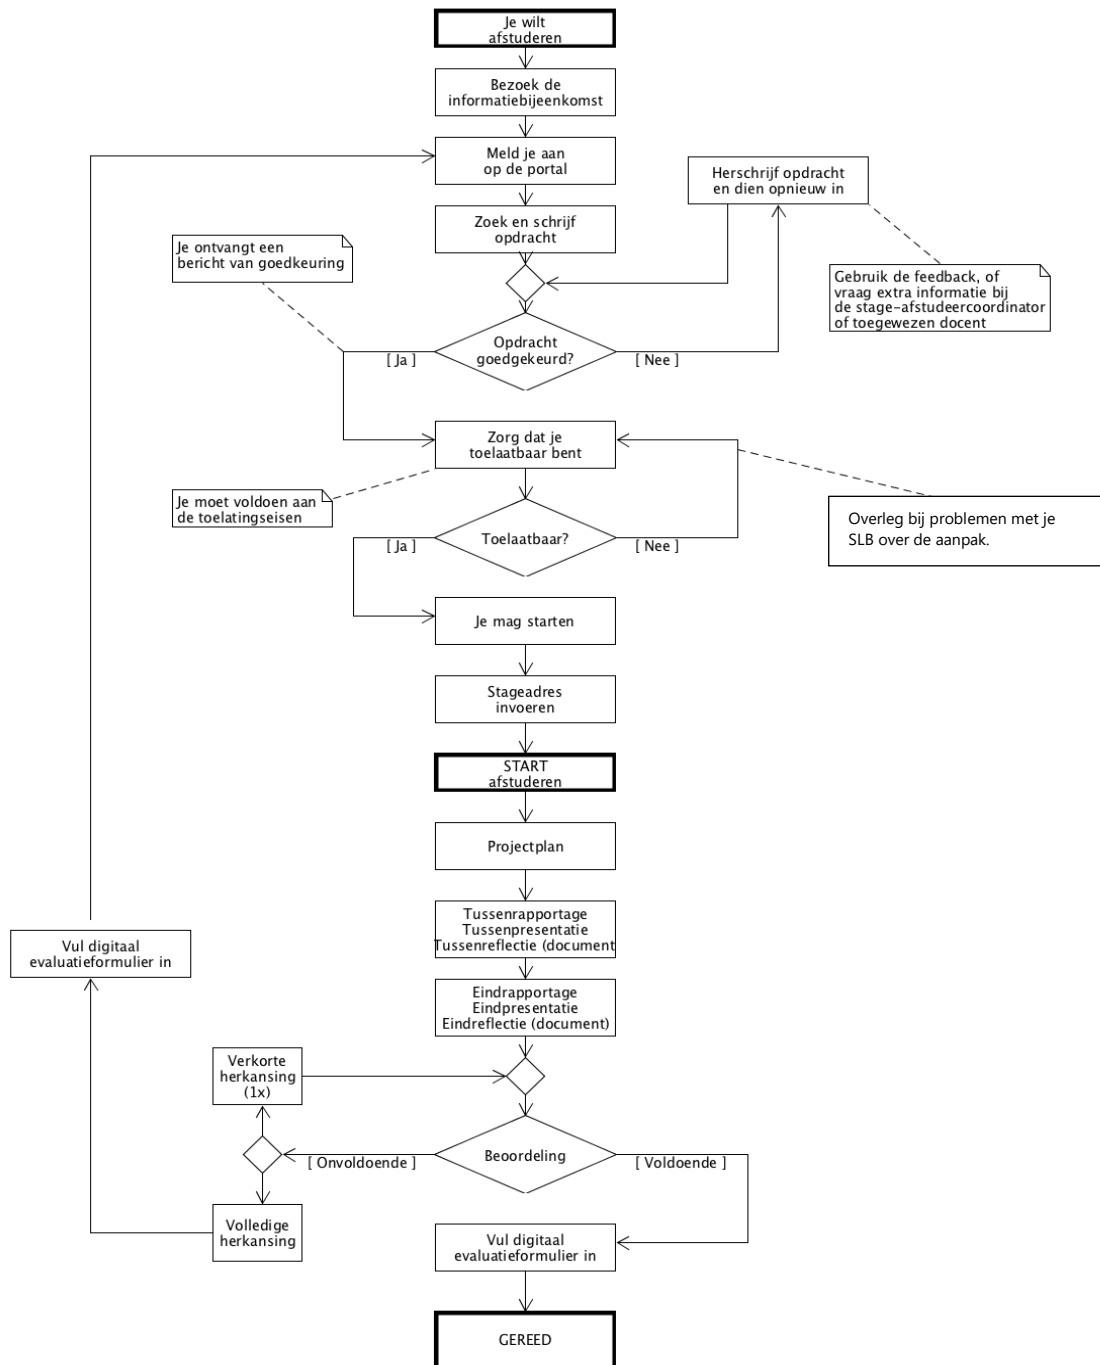 Je wilt
afstuderen
Bezoek de
informatiebijeenkomst
Meld je aan
op de portal
Herschrijf opdracht
en dien opnieuw in
Zoek en schrijf
opdracht
Je ontvangt een
bericht van goedkeuring
Gebruik de feedback, of
vraag extra informatie bij
de stage-afstudeercoordinator
of toegewezen docent
Opdracht
goedgekeurd?
[ Ja ]
[ Nee ]
Zorg dat je
toelaatbaar bent
Je moet voldoen aan
de toelatingseisen
Overleg bij problemen met je
SLB over de aanpak.
Toelaatbaar?
[ Ja ]
[ Nee ]
Je mag starten
Stageadres
invoeren
START
afstuderen
Projectplan
Tussenrapportage
Tussenpresentatie
Tussenreflectie (document
Vul digitaal
evaluatieformulier in
Eindrapportage
Eindpresentatie
Eindreflectie (document)
Verkorte
herkansing
(1x)
Beoordeling
[ Onvoldoende ]
[ Voldoende ]
Volledige
herkansing
Vul digitaal
evaluatieformulier in
GEREED